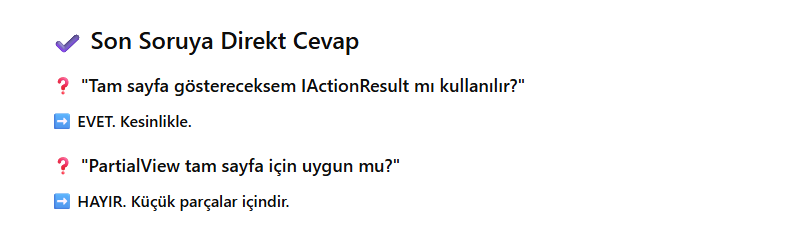 ✔ Son Soruya Direkt Cevap
❓ "Tam sayfa göstereceksem IActionResult mı kullanılır?"
➡ EVET. Kesinlikle.
❓ "PartialView tam sayfa için uygun mu?"
➡ HAYIR. Küçük parçalar içindir.